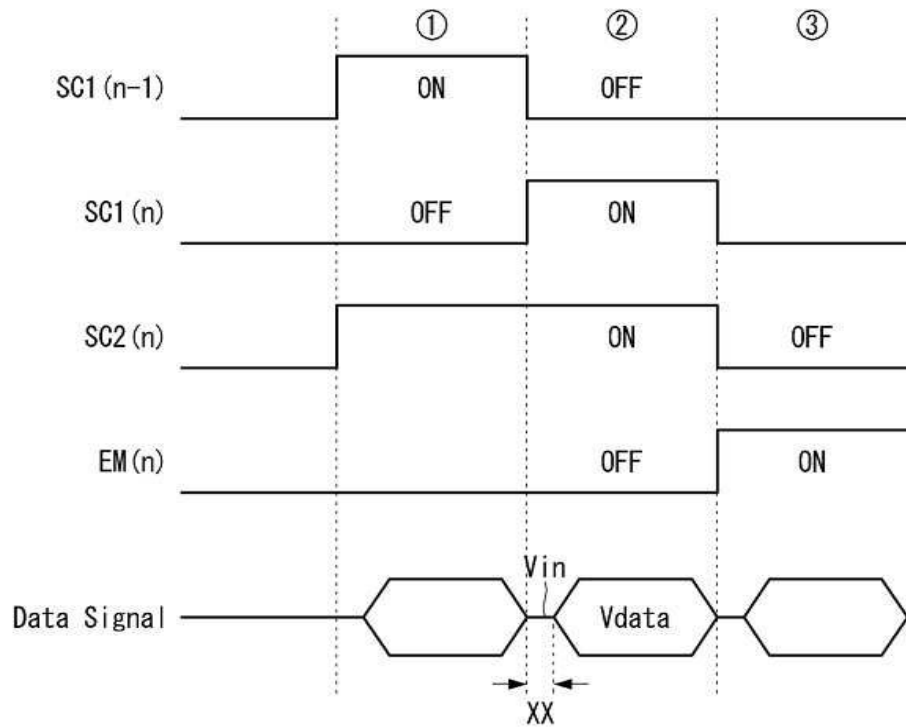 ① ② ③
SC1(n-1) ON OFF
SC1(n) OFF ON
SC2(n) ON OFF
EM(n) OFF ON
Vin
Data Signal Vdata
XX